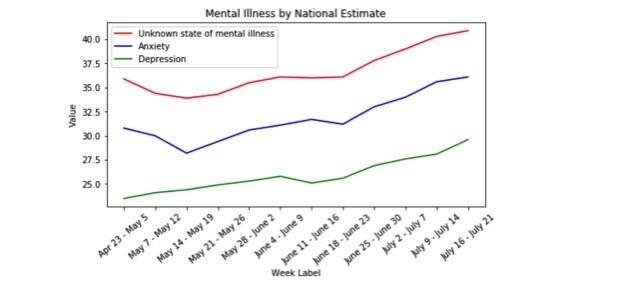 Mental Illness by National Estimate
Unknown state of mental illness
Anxiety
Depression
Value
40.0
37.5
35.0
32.5
30.0
27.5
25.0
Apr 23 - May 5
May 7 - May 12
May 14 - May 19
May 21 - May 26
May 28 - June 2
June 4 - June 9
June 11 - June 16
June 18 - June 23
June 25 - June 30
July 2 - July 7
July 9 - July 14
July 16 - July 21
Week Label